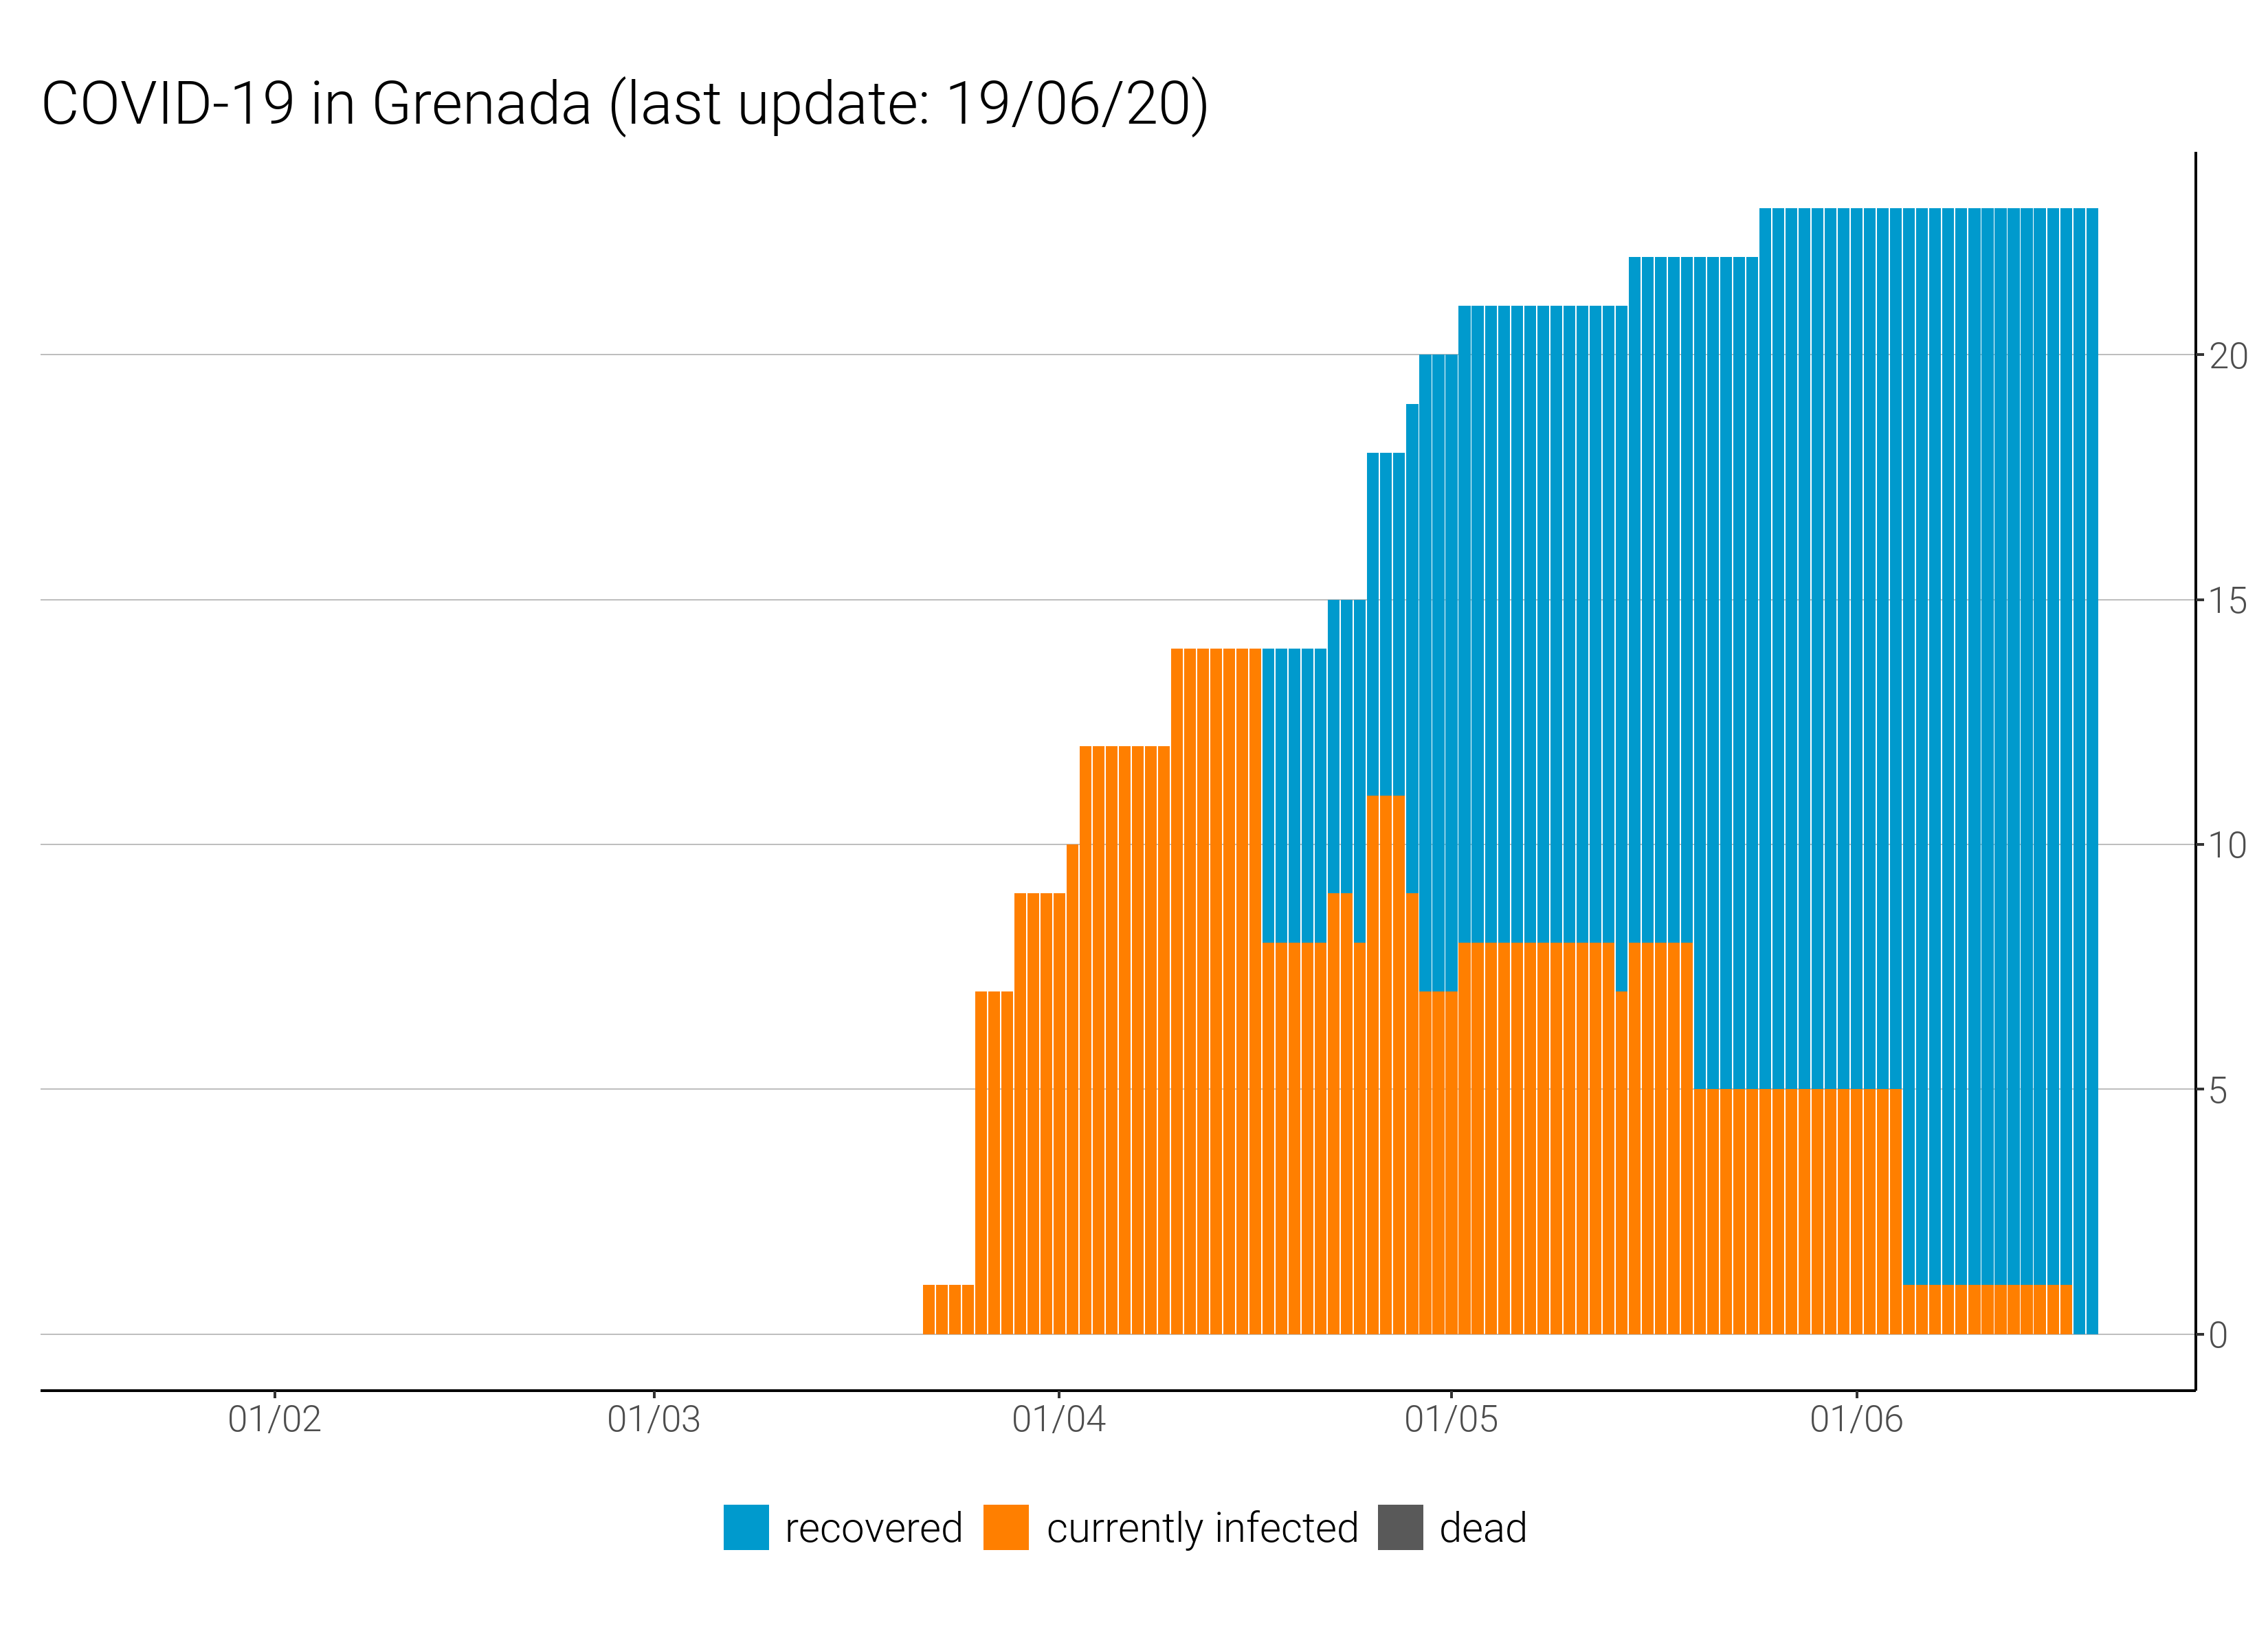 COVID-19 in Grenada (last update: 19/06/20)
20
15
10
5
0
01/02 01/03 01/04 01/05 01/06
recovered currently infected dead